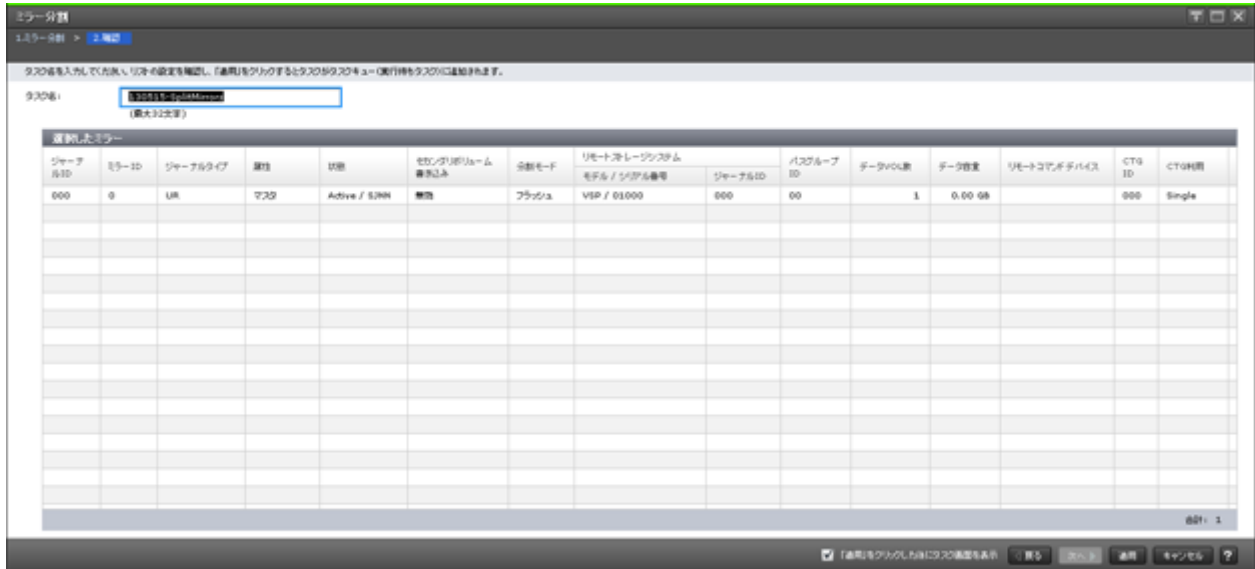 ミラー分割
1.ミラー分割 > 2.確認
タスク名を入力してください。リストの設定を確認し、「適用」をクリックするとタスクがタスクキュー(実行待ちタスク)に追加されます。
タスク名: 130515-SplitMirrors
(最大32文字)
選択したミラー
ジャーナルID ミラーID ジャーナルタイプ 属性 状態 セカンダリボリューム書き込み 分割モード リモートストレージシステム パスグループID データVOL数 データ容量 リモートコマンドデバイス CTG ID CTG利用
モデル / シリアル番号 ジャーナルID
000 0 UR マスタ Active / SJNN 無効 フラッシュ VSP / 01000 000 00 1 0.00 GB 000 Single
合計: 1
「適用」をクリックした後にタスク画面を表示 戻る 次へ 適用 キャンセル ?